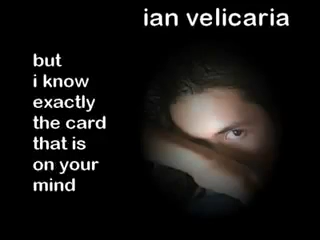 ian velicaria
but
i know
exactly
the card
that is
on your
mind